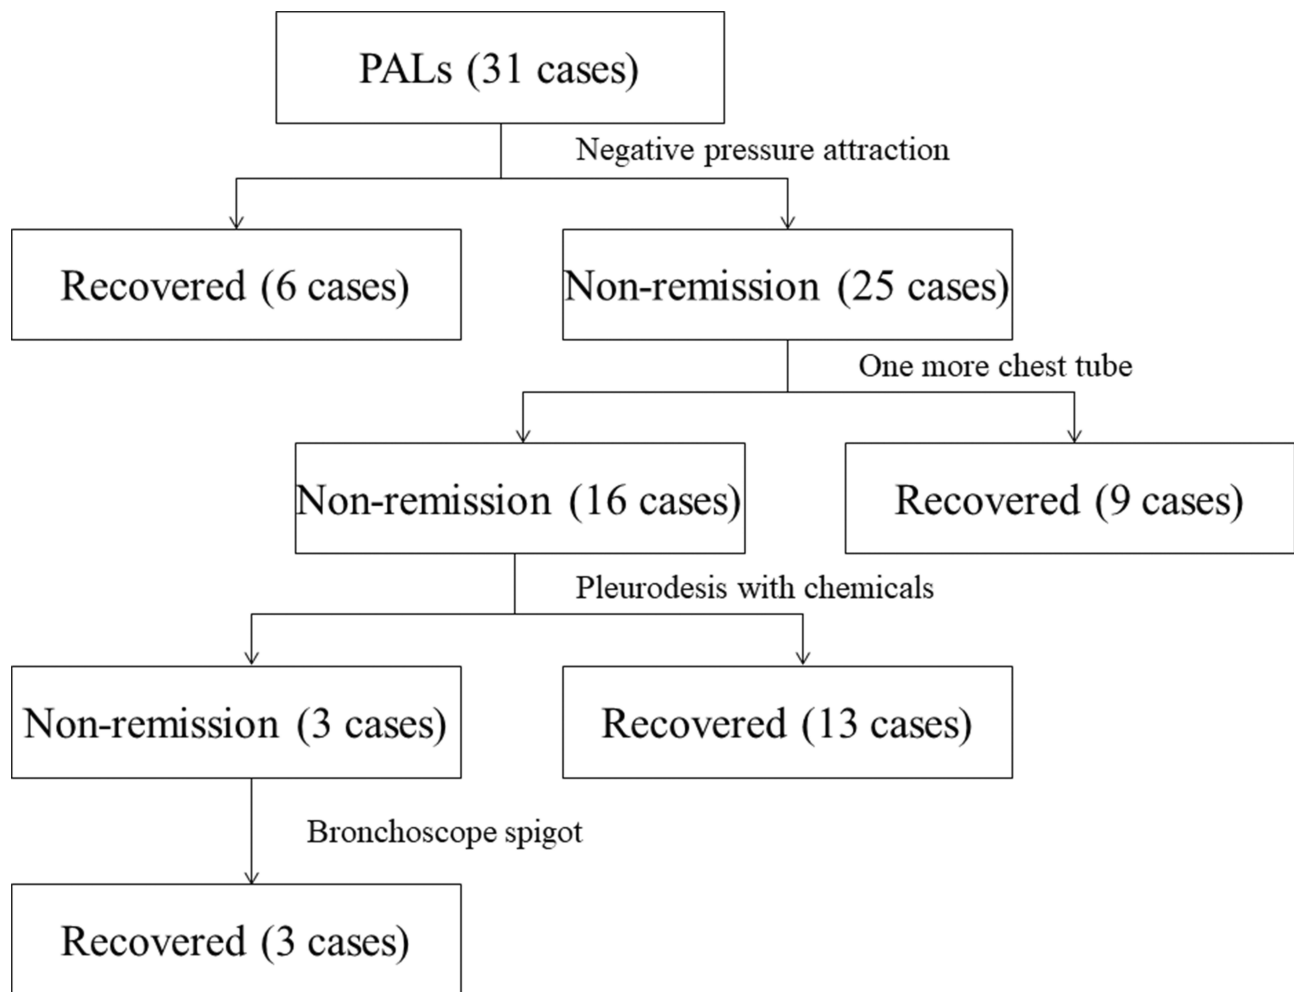 PALs (31 cases)
Negative pressure attraction
Recovered (6 cases)
Non-remission (25 cases)
One more chest tube
Non-remission (16 cases)
Recovered (9 cases)
Pleurodesis with chemicals
Non-remission (3 cases)
Recovered (13 cases)
Bronchoscope spigot
Recovered (3 cases)